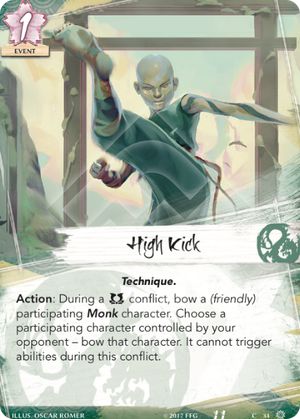 1
EVENT
High Kick
Technique.
Action: During a conflict, bow a (friendly)
participating Monk character. Choose a
participating character controlled by your
opponent – bow that character. It cannot trigger
abilities during this conflict.
ILLUS. OSCAR RÖMER
© 2017 FFG
C